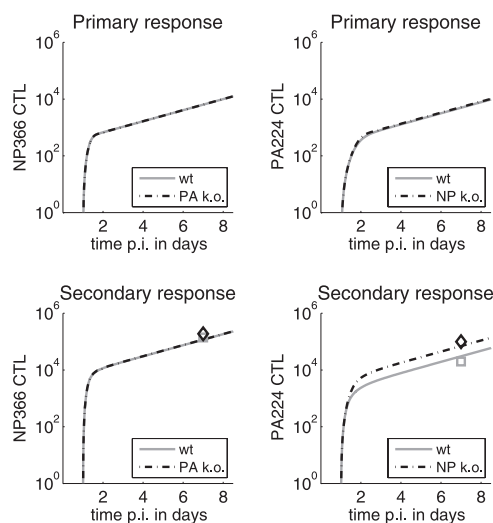 Primary response
NP366 CTL
10^6
10^4
10^2
10^0
wt
PA k.o.
2 4 6 8
time p.i. in days
Primary response
PA224 CTL
10^6
10^4
10^2
10^0
wt
NP k.o.
2 4 6 8
time p.i. in days
Secondary response
NP366 CTL
10^6
10^4
10^2
10^0
wt
PA k.o.
2 4 6 8
time p.i. in days
Secondary response
PA224 CTL
10^6
10^4
10^2
10^0
wt
NP k.o.
2 4 6 8
time p.i. in days